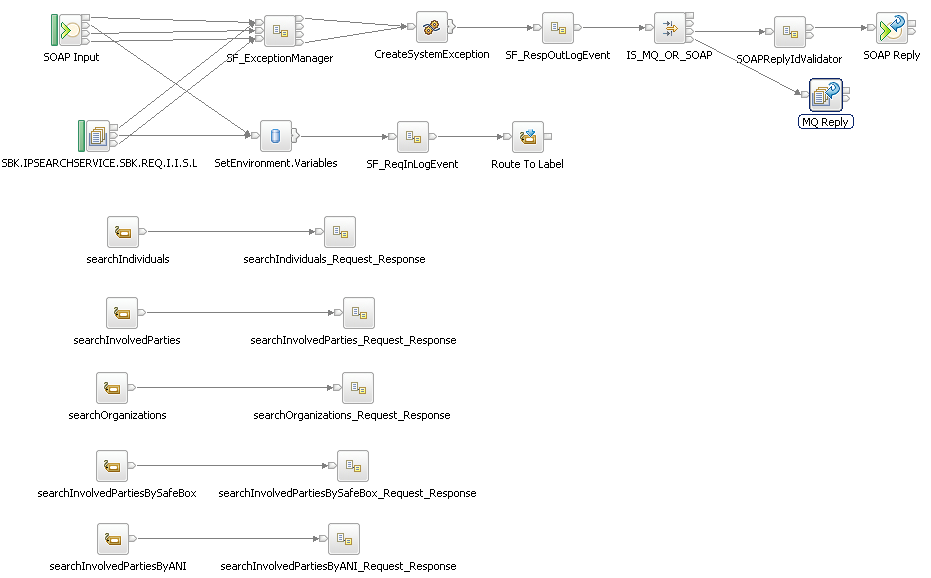 SOAP Input
SF_ExceptionManager
CreateSystemException
SF_RespOutLogEvent
IS_MQ_OR_SOAP
SOAPReplyIdValidator
SOAP Reply
MQ Reply
SBK.IPSEARCHSERVICE.SBK.REQ.I.I.S.L
SetEnvironment.Variables
SF_ReqInLogEvent
Route To Label
searchIndividuals
searchIndividuals_Request_Response
searchInvolvedParties
searchInvolvedParties_Request_Response
searchOrganizations
searchOrganizations_Request_Response
searchInvolvedPartiesBySafeBox
searchInvolvedPartiesBySafeBox_Request_Response
searchInvolvedPartiesByANI
searchInvolvedPartiesByANI_Request_Response